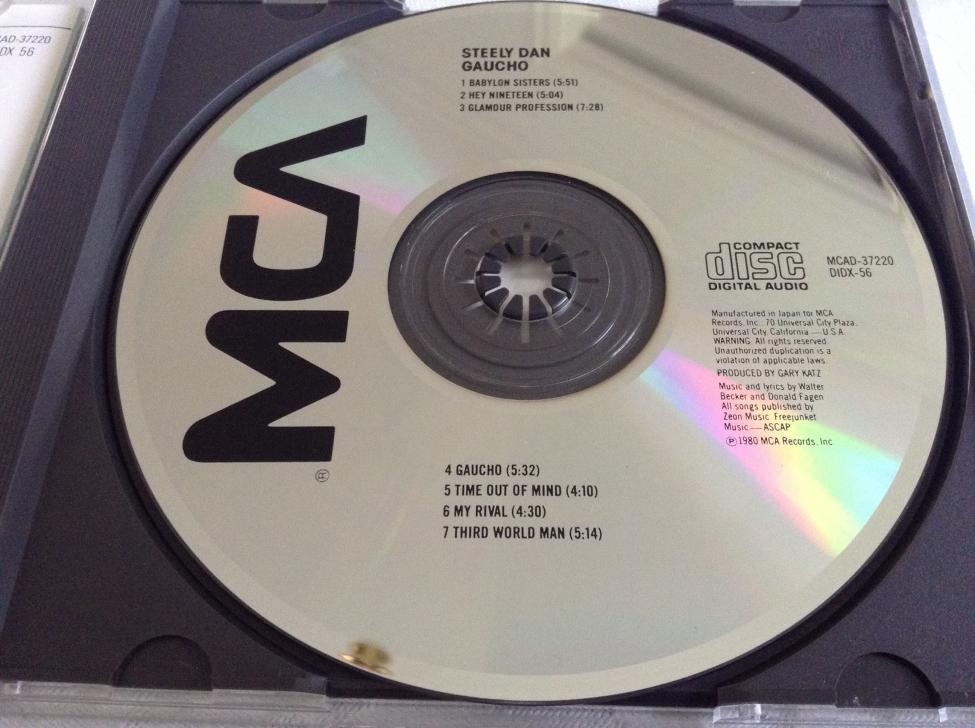 AD-37220
DX 56
STEELY DAN
GAUCHO
1 BABYLON SISTERS (5:51)
2 HEY NINETEEN (5:04)
3 GLAMOUR PROFESSION (7:28)
MCA
®
COMPACT
disc
DIGITAL AUDIO
MCAD-37220
DIDX-56
Manufactured in Japan for MCA
Records, Inc. 70 Universal City Plaza.
Universal City, California — U.S.A.
WARNING: All rights reserved.
Unauthorized duplication is a
violation of applicable laws.
PRODUCED BY GARY KATZ
Music and lyrics by Walter
Becker and Donald Fagen
All songs published by
Zeon Music Freejunket
Music — ASCAP
℗ 1980 MCA Records, Inc.
4 GAUCHO (5:32)
5 TIME OUT OF MIND (4:10)
6 MY RIVAL (4:30)
7 THIRD WORLD MAN (5:14)